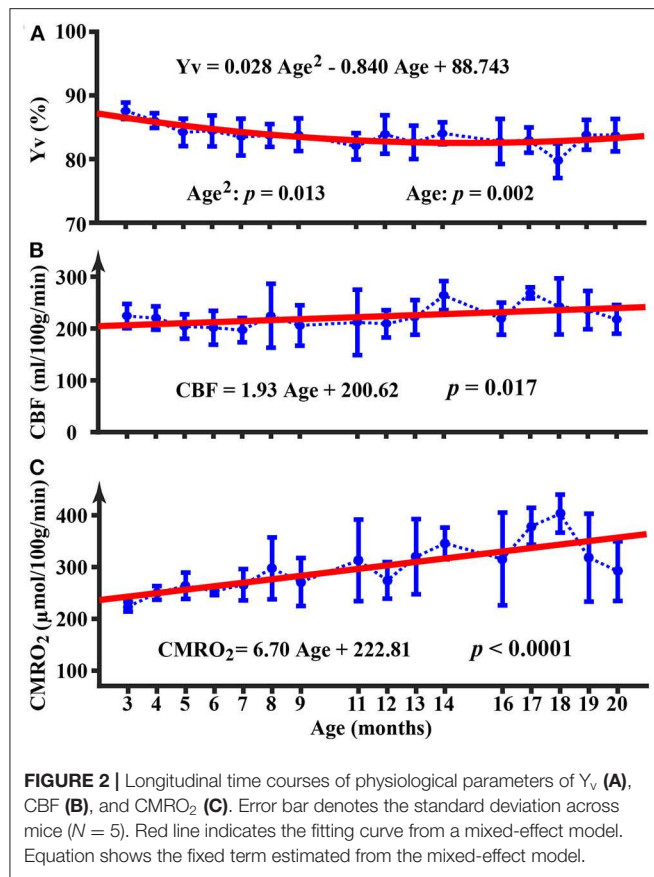 A
100
Yv = 0.028 Age² - 0.840 Age + 88.743
90
Yv (%)
80
Age²: p = 0.013 Age: p = 0.002
70
B
300
CBF (ml/100g/min)
200
100
CBF = 1.93 Age + 200.62 p = 0.017
0
C
400
CMRO₂ (μmol/100g/min)
300
200
CMRO₂= 6.70 Age + 222.81 p < 0.0001
100
3 4 5 6 7 8 9 11 12 13 14 16 17 18 19 20
Age (months)
FIGURE 2 | Longitudinal time courses of physiological parameters of Yᵥ (A),
CBF (B), and CMRO₂ (C). Error bar denotes the standard deviation across
mice (N = 5). Red line indicates the fitting curve from a mixed-effect model.
Equation shows the fixed term estimated from the mixed-effect model.